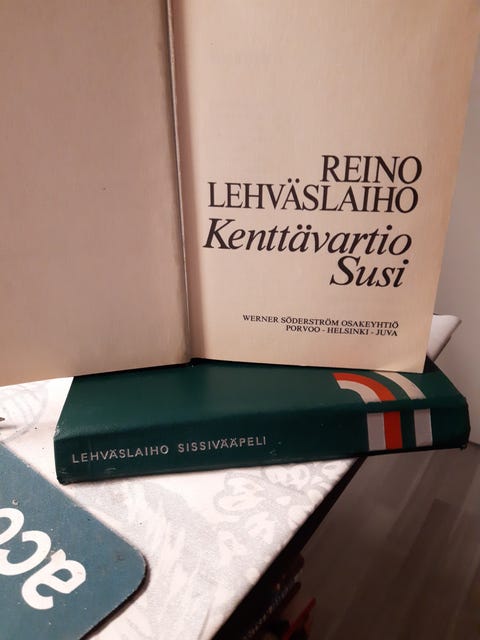 REINO
LEHVÄSLAIHO
Kenttävartio
Susi
WERNER SÖDERSTRÖM OSAKEYHTIÖ
PORVOO - HELSINKI - JUVA
LEHVÄSLAIHO SISSIVÄÄPELI